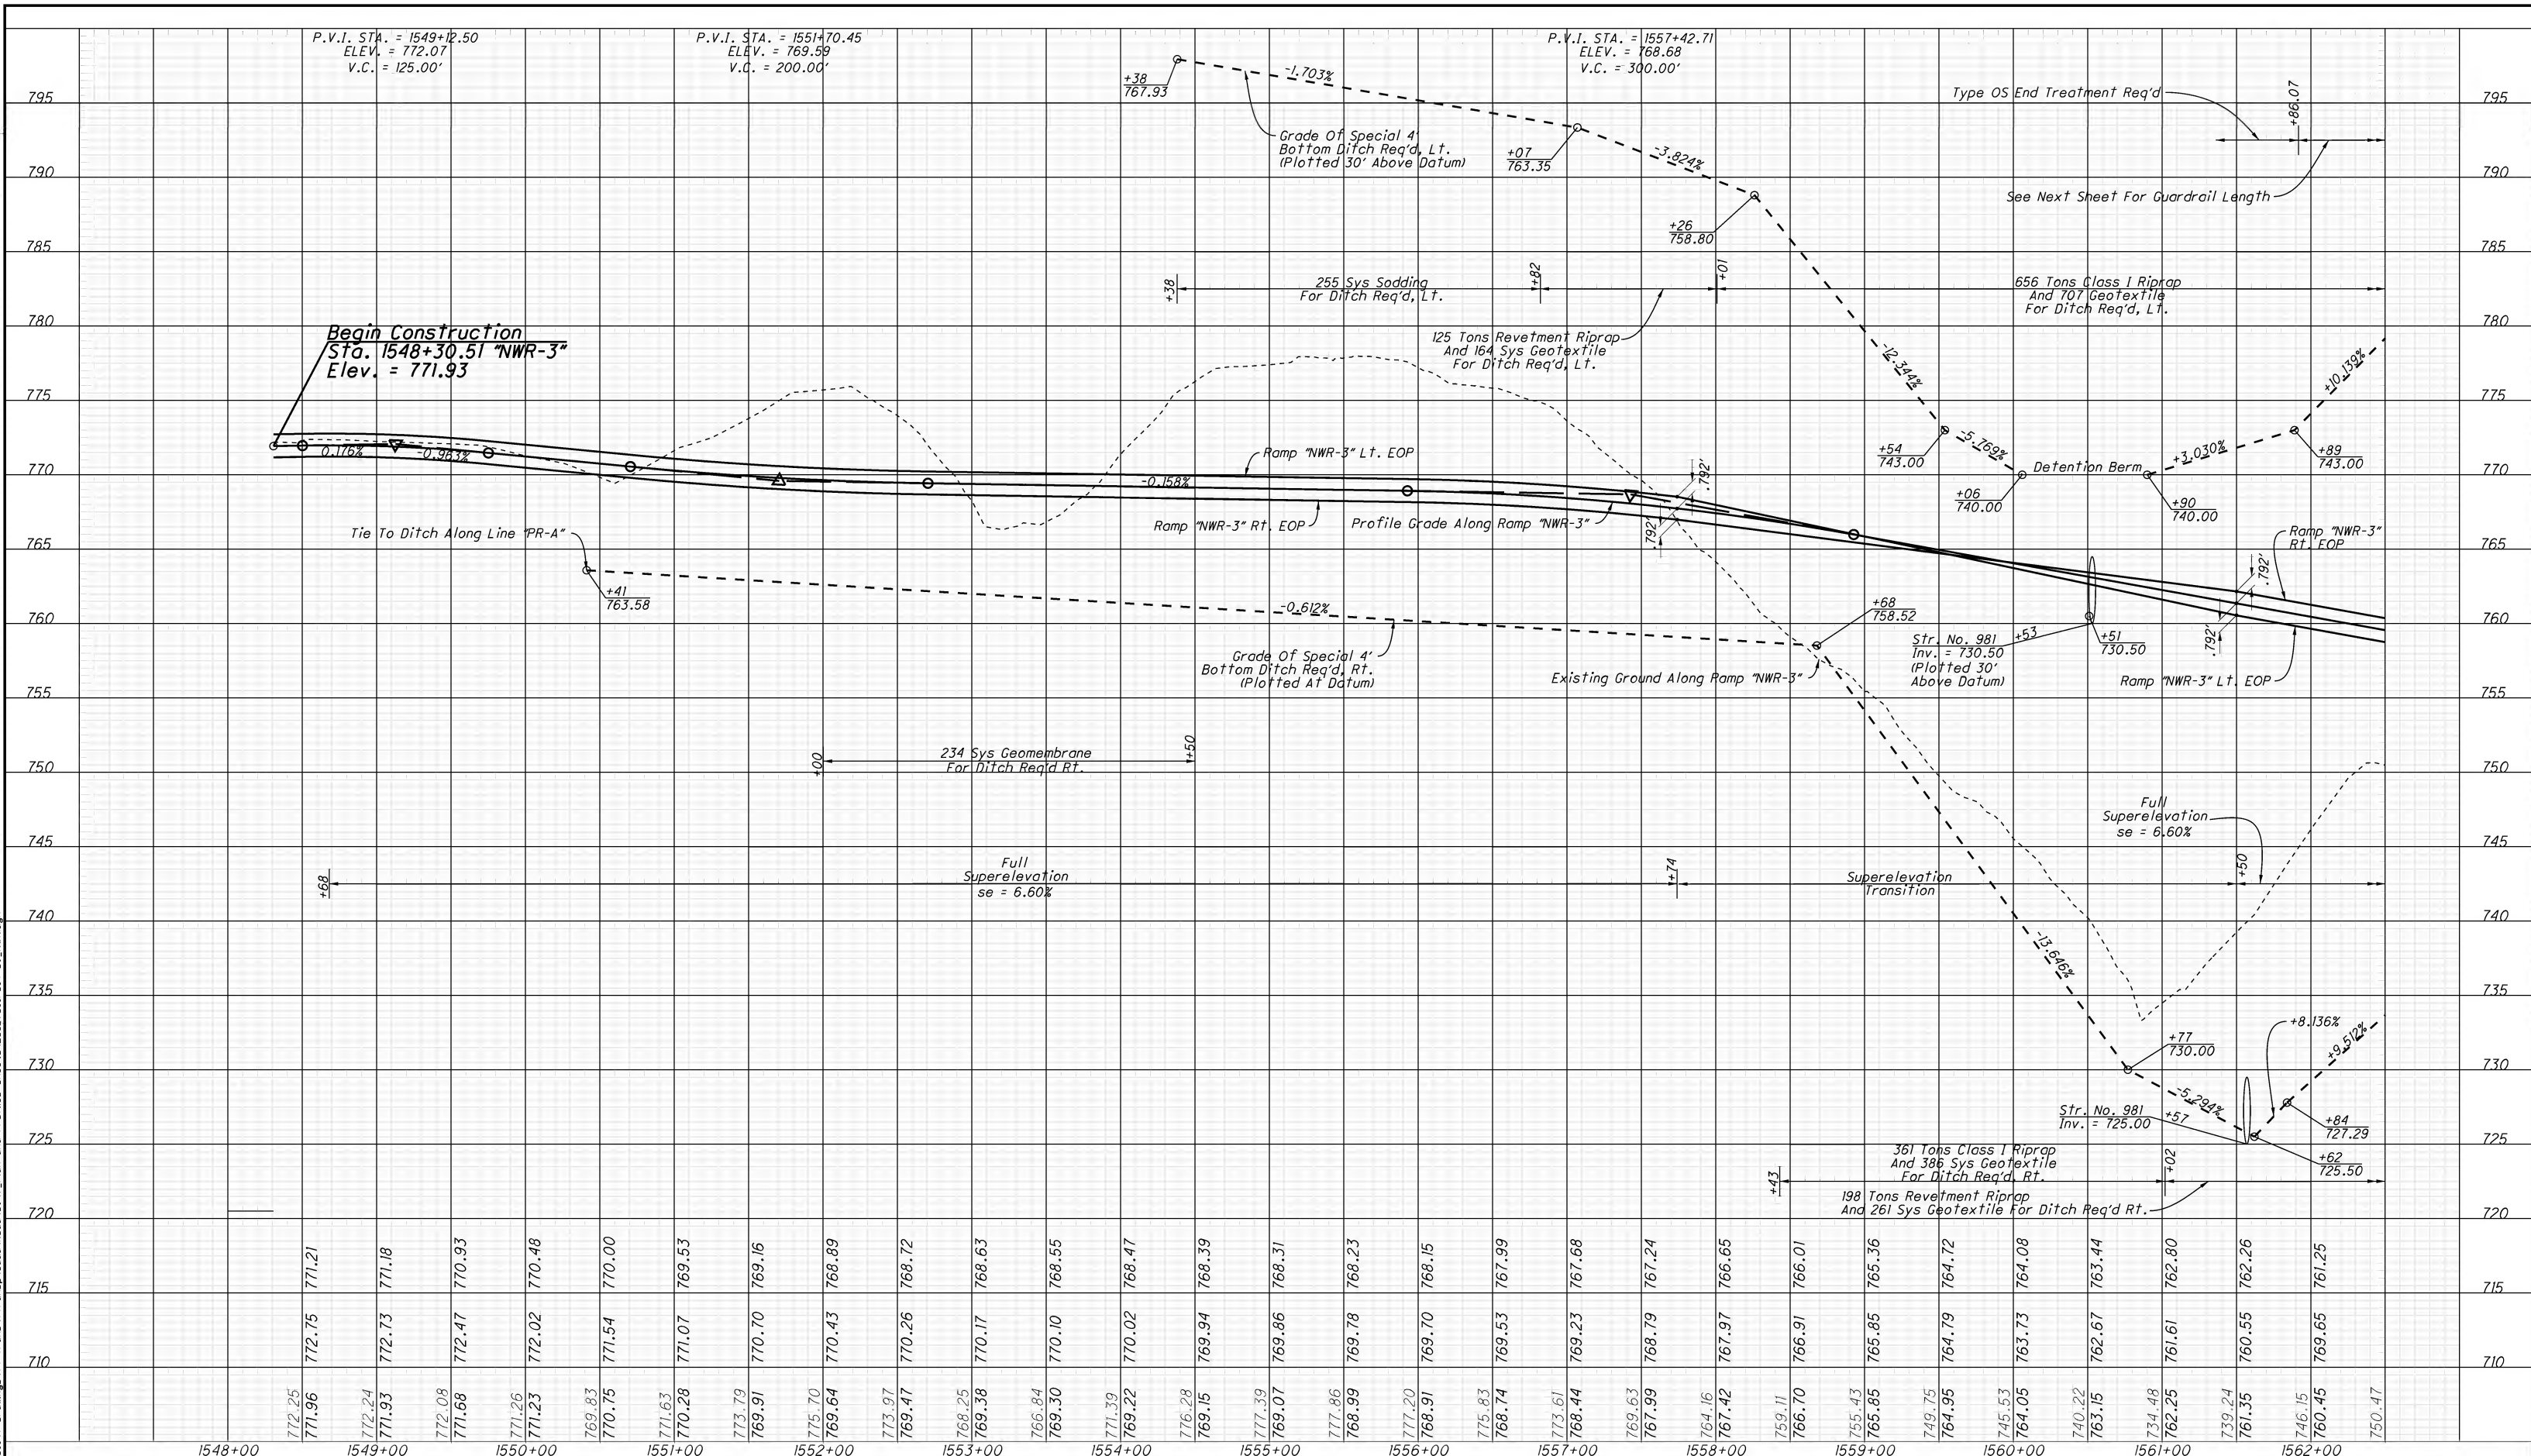 P.V.I. STA. = 1549+12.50
ELEV. = 772.07
V.C. = 125.00'
P.V.I. STA. = 1551+70.45
ELEV. = 769.59
V.C. = 200.00'
P.V.I. STA. = 1557+42.71
ELEV. = 768.68
V.C. = 300.00'
+38
767.93
-1.703%
Grade Of Special 4'
Bottom Ditch Req'd, Lt.
(Plotted 30' Above Datum)
+07
763.35
-3.824%
+26
758.80
Type OS End Treatment Req'd
+86.07
See Next Sheet For Guardrail Length
795
795
790
790
785
785
780
780
775
775
770
770
765
765
760
760
755
755
750
750
745
745
740
740
735
735
730
730
725
725
720
720
715
715
710
710
+38
255 Sys Sodding
For Ditch Req'd, Lt.
+82
+01
125 Tons Revetment Riprap
And 164 Sys Geotextile
For Ditch Req'd, Lt.
656 Tons Class I Riprap
And 707 Geotextile
For Ditch Req'd, Lt.
Begin Construction
Sta. 1548+30.51 "NWR-3"
Elev. = 771.93
0.176%
-0.963%
-0.158%
-12.344%
+10.139%
+54
743.00
-5.769%
+06
740.00
Detention Berm
+3.030%
+90
740.00
+89
743.00
Ramp "NWR-3" Lt. EOP
Ramp "NWR-3" Rt. EOP
Profile Grade Along Ramp "NWR-3"
.792'
.792'
Tie To Ditch Along Line "PR-A"
+41
763.58
-0.612%
Grade Of Special 4'
Bottom Ditch Req'd, Rt.
(Plotted At Datum)
+68
758.52
Existing Ground Along Ramp "NWR-3"
Str. No. 981
Inv. = 730.50
(Plotted 30'
Above Datum)
+53
+51
730.50
Ramp "NWR-3"
Rt. EOP
.792'
.792'
Ramp "NWR-3" Lt. EOP
+00
234 Sys Geomembrane
For Ditch Req'd Rt.
+50
+68
Full
Superelevation
se = 6.60%
+74
Superelevation
Transition
+50
Full
Superelevation
se = 6.60%
-13.646%
+77
730.00
-5.294%
+8.136%
+9.512%
Str. No. 981
Inv. = 725.00
+57
+84
727.29
+62
725.50
+43
361 Tons Class I Riprap
And 386 Sys Geotextile
For Ditch Req'd, Rt.
+02
198 Tons Revetment Riprap
And 261 Sys Geotextile For Ditch Req'd Rt.
771.21 771.18 770.93 770.48 770.00 769.53 769.16 768.89 768.72 768.63 768.55 768.47 768.39 768.31 768.23 768.15 767.99 767.68 767.24 766.65 766.01 765.36 764.72 764.08 763.44 762.80 762.26 761.25
772.75 772.73 772.47 772.02 771.54 771.07 770.70 770.43 770.26 770.17 770.10 770.02 769.94 769.86 769.78 769.70 769.53 769.23 768.79 767.97 766.91 765.85 764.79 763.73 762.67 761.61 760.55 769.65
772.25 772.24 772.08 771.26 769.83 771.63 773.79 775.70 773.97 768.25 766.84 771.39 776.28 777.39 777.86 777.20 775.83 773.61 769.63 764.16 759.11 755.43 749.75 745.53 740.22 734.48 739.24 746.15 750.47
771.96 771.93 771.68 771.23 770.75 770.28 769.91 769.64 769.47 769.38 769.30 769.22 769.15 769.07 768.99 768.91 768.74 768.44 767.99 767.42 766.70 765.85 764.95 764.05 763.15 762.25 761.35 760.45
1548+00 1549+00 1550+00 1551+00 1552+00 1553+00 1554+00 1555+00 1556+00 1557+00 1558+00 1559+00 1560+00 1561+00 1562+00